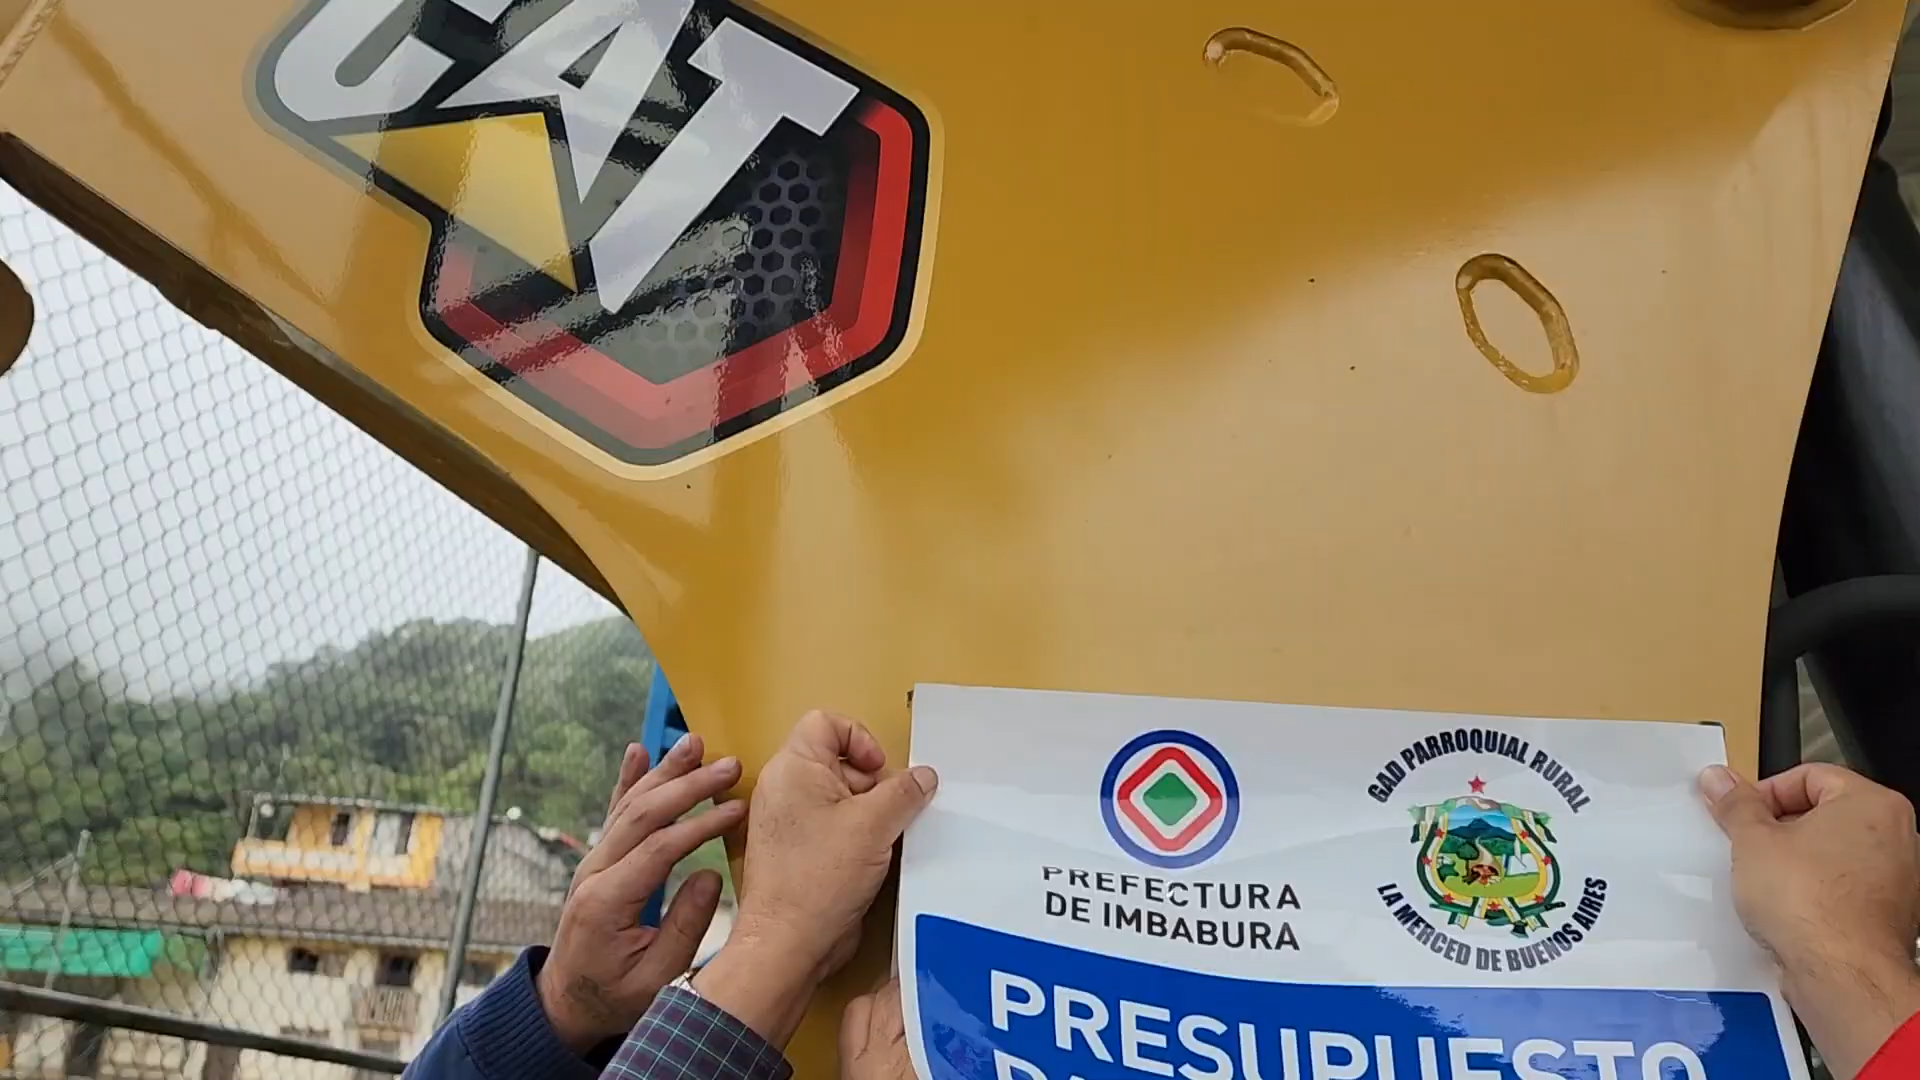 CAT
PREFECTURA
DE IMBABURA
GAD PARROQUIAL RURAL
LA MERCED DE BUENOS AIRES
PRESUPUESTO